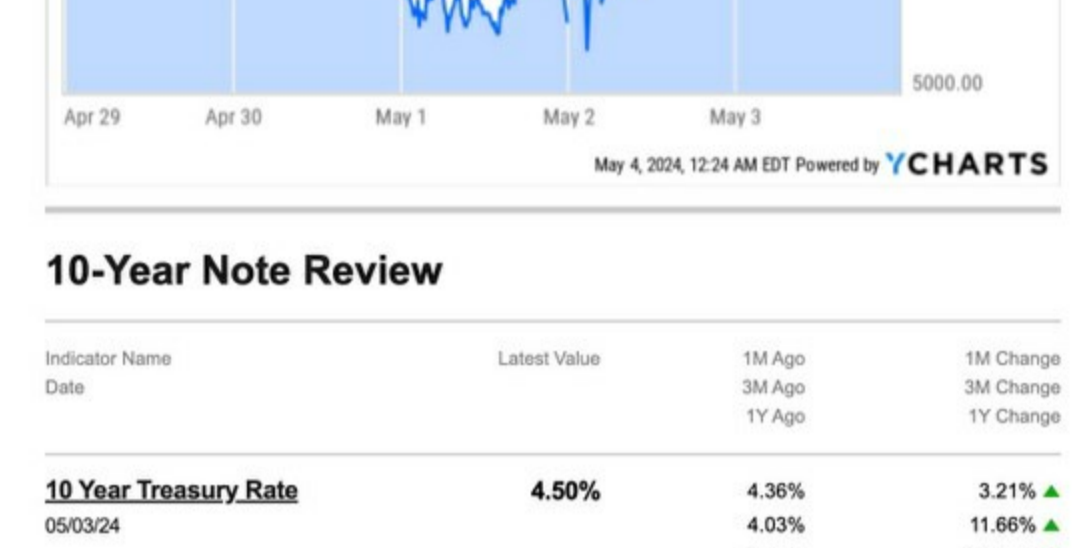 5000.00
Apr 29 Apr 30 May 1 May 2 May 3
May 4, 2024, 12:24 AM EDT Powered by YCHARTS
10-Year Note Review
Indicator Name Latest Value 1M Ago 1M Change
Date 3M Ago 3M Change
1Y Ago 1Y Change
10 Year Treasury Rate 4.50% 4.36% 3.21% ▲
05/03/24 4.03% 11.66% ▲